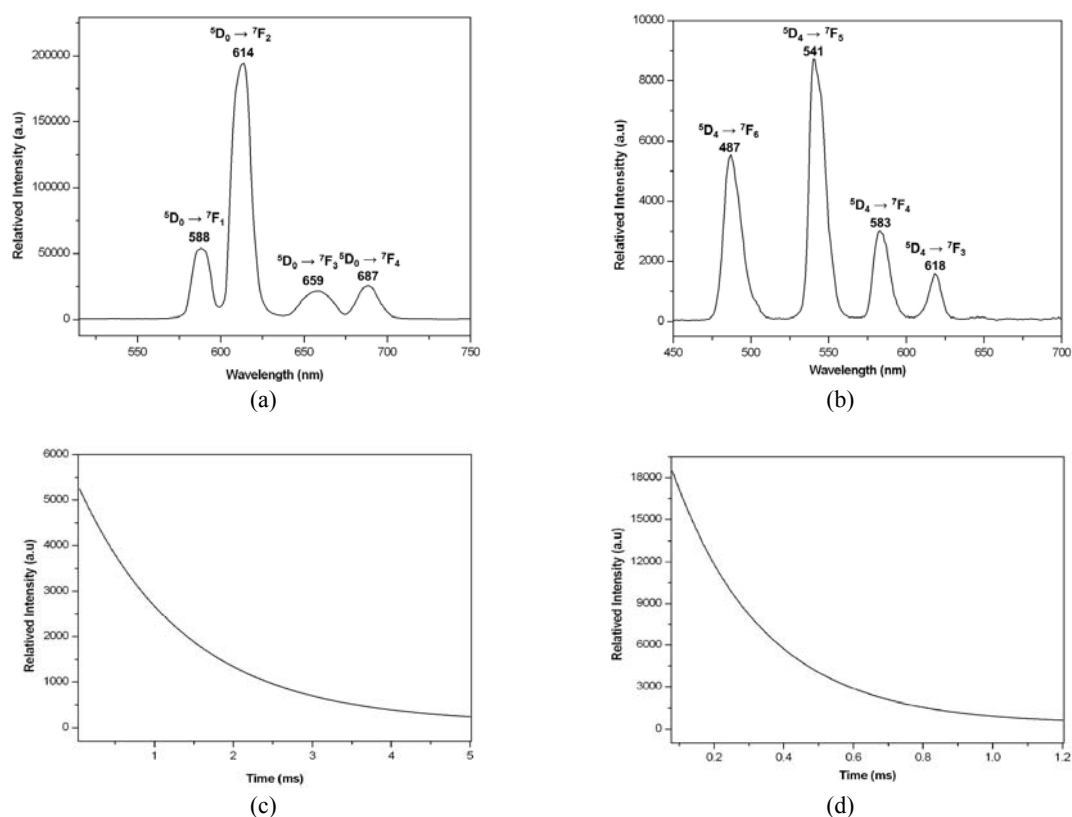 ⁵D₀ → ⁷F₂
614
⁵D₀ → ⁷F₁
588
⁵D₀ → ⁷F₃ ⁵D₀ → ⁷F₄
659 687
200000
150000
100000
50000
0
Relatived Intensity (a.u)
550 600 650 700 750
Wavelength (nm)
(a)
⁵D₄ → ⁷F₅
541
⁵D₄ → ⁷F₆
487
⁵D₄ → ⁷F₄
583
⁵D₄ → ⁷F₃
618
10000
8000
6000
4000
2000
0
Relatived Intensitty (a.u)
450 500 550 600 650 700
Wavelength (nm)
(b)
6000
5000
4000
3000
2000
1000
0
Relatived Intensity (a.u)
1 2 3 4 5
Time (ms)
(c)
18000
15000
12000
9000
6000
3000
0
Relatived Intensity (a.u)
0.2 0.4 0.6 0.8 1.0 1.2
Time (ms)
(d)